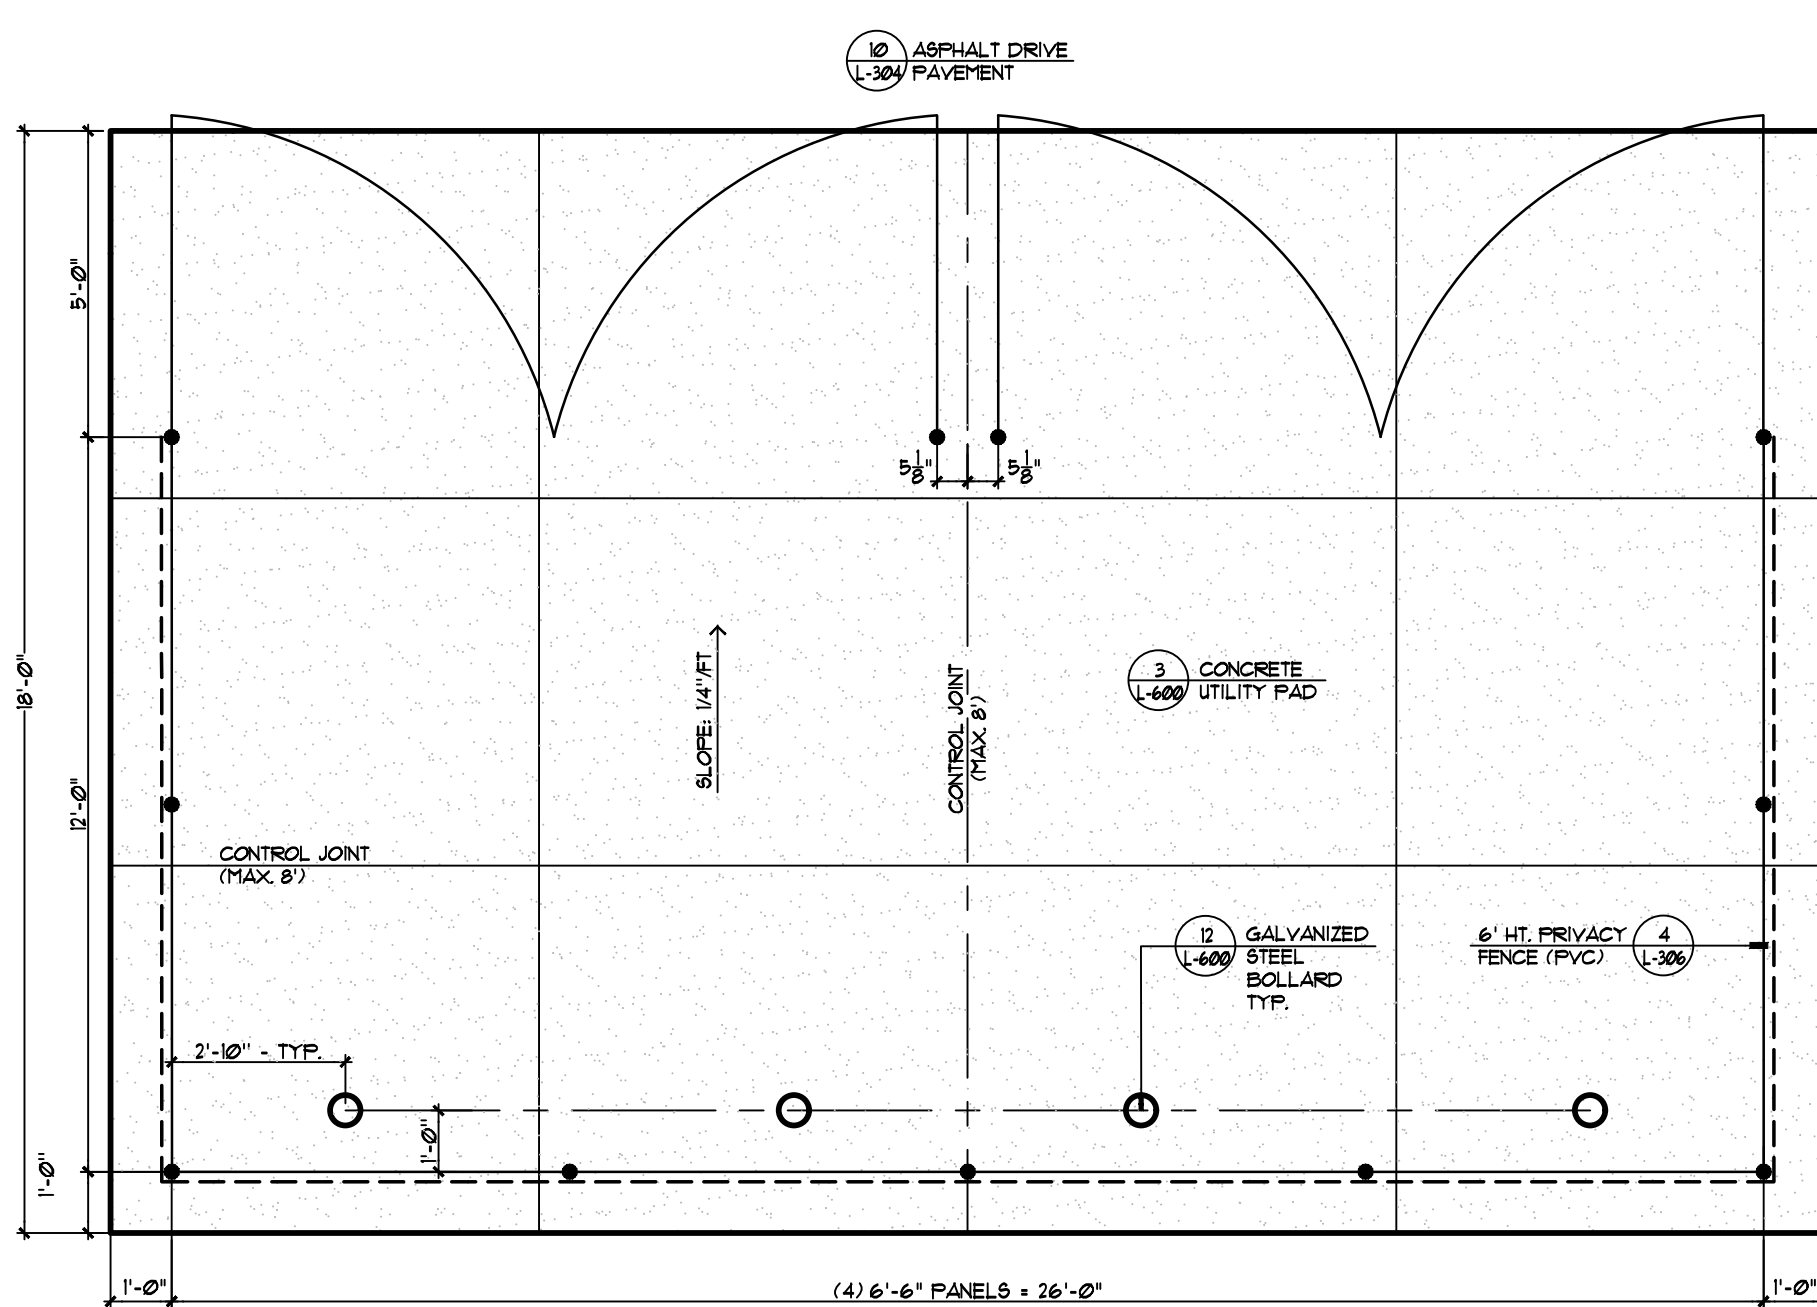 10
L-304
ASPHALT DRIVE
PAVEMENT
5'-0"
5 1/8"
5 1/8"
18'-0"
12'-0"
SLOPE: 1/4"/FT
CONTROL JOINT
(MAX. 8')
3
L-600
CONCRETE
UTILITY PAD
CONTROL JOINT
(MAX. 8')
12
L-600
GALVANIZED
STEEL
BOLLARD
TYP.
6' HT. PRIVACY
FENCE (PVC)
4
L-306
2'-10" - TYP.
1'-0"
1'-0"
1'-0"
(4) 6'-6" PANELS = 26'-0"
1'-0"